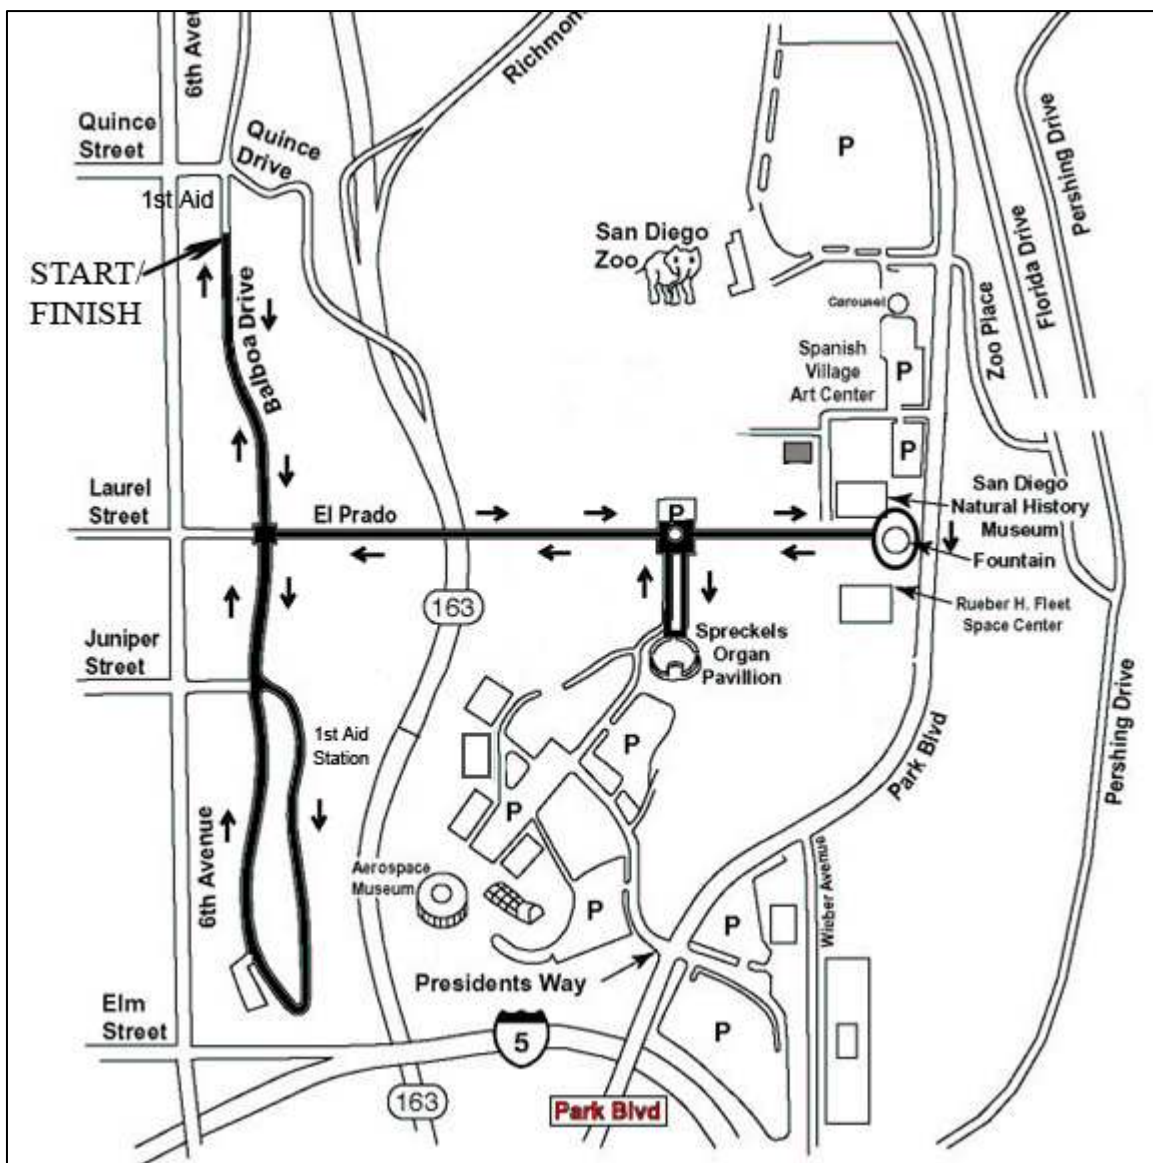 6th Aven
Richmon
Quince
Street
Quince
Drive
1st Aid
START/
FINISH
Balboa Drive
San Diego
Zoo
P
Pershing Drive
Florida Drive
Zoo Place
Carousel
Spanish
Village
Art Center
P
P
Laurel
Street
El Prado
P
San Diego
Natural History
Museum
Fountain
163
Rueber H. Fleet
Space Center
Juniper
Street
Spreckels
Organ
Pavillion
1st Aid
Station
P
Park Blvd
Pershing Drive
6th Avenue
P
Aerospace
Museum
P
P
Wieber Avenue
Presidents Way
Elm
Street
5
P
163
Park Blvd